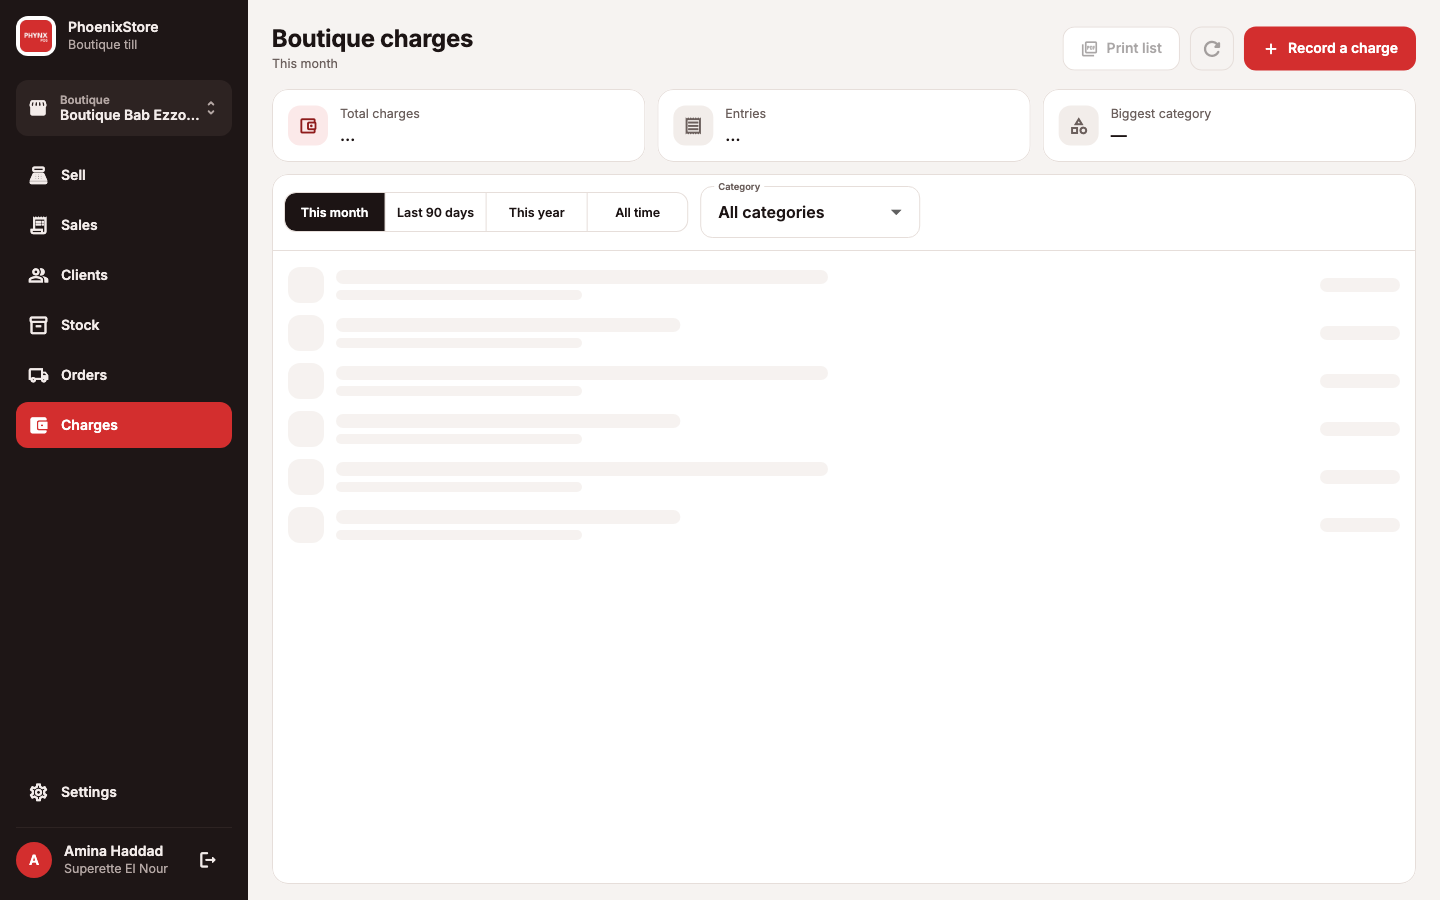 PHYNX
POS
PhoenixStore
Boutique till
Boutique
Boutique Bab Ezzo...
Sell
Sales
Clients
Stock
Orders
Charges
Settings
A
Amina Haddad
Superette El Nour
Boutique charges
This month
Print list
Record a charge
Total charges
...
Entries
...
Biggest category
—
This month
Last 90 days
This year
All time
Category
All categories